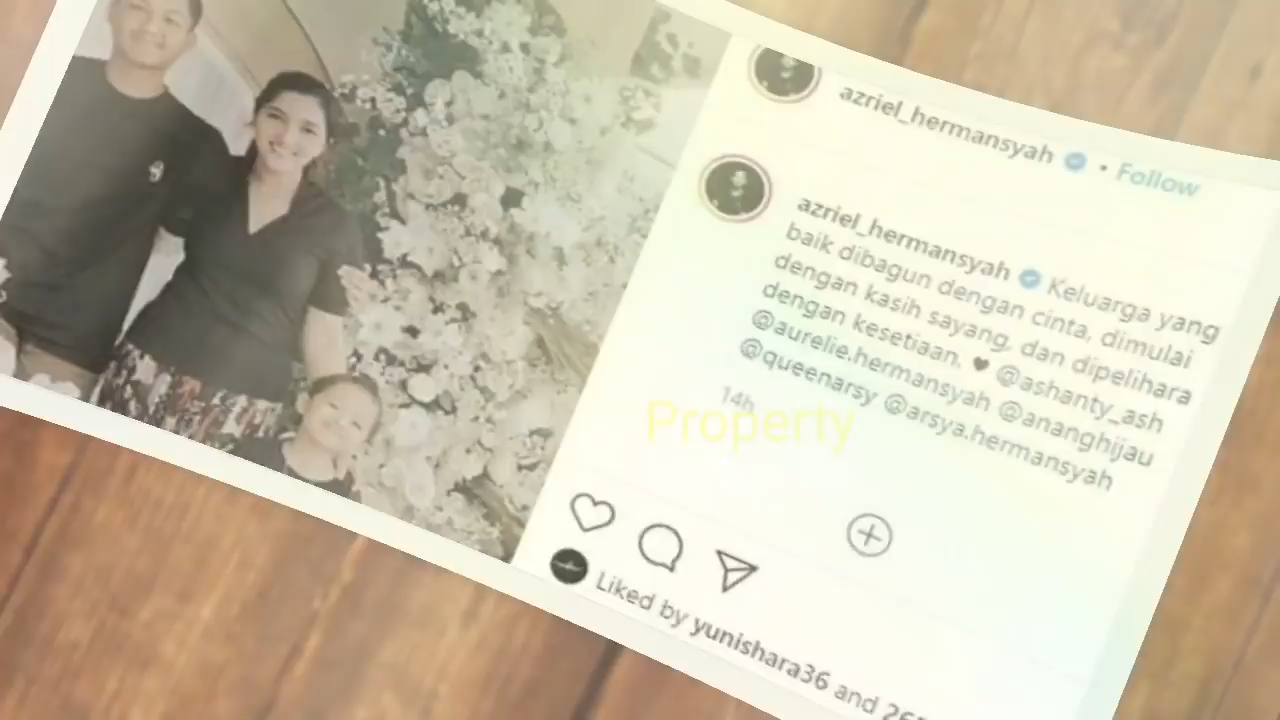 azriel_hermansyah • Follow
azriel_hermansyah Keluarga yang
baik dibagun dengan cinta, dimulai
dengan kasih sayang, dan dipelihara
dengan kesetiaan. ♥ @ashanty_ash
@aurelie.hermansyah @ananghijau
@queenarsy @arsya.hermansyah
14h
Property
Liked by yunishara36 and